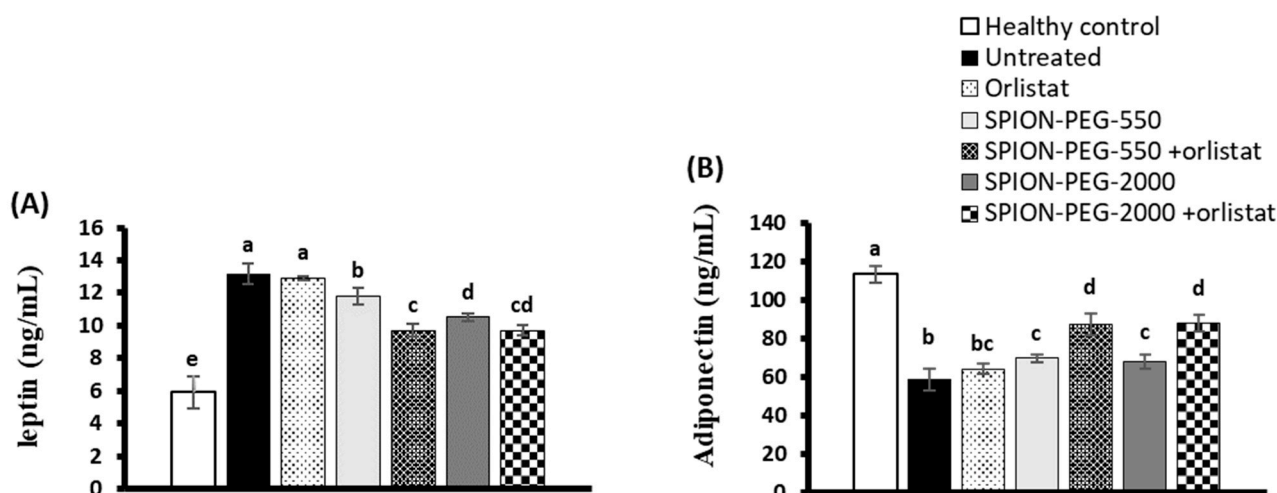 Healthy control
Untreated
Orlistat
SPION-PEG-550
SPION-PEG-550 +orlistat
SPION-PEG-2000
SPION-PEG-2000 +orlistat
(A)
leptin (ng/mL)
16
14
12
10
8
6
4
2
0
e
a
a
b
c
d
cd
(B)
Adiponectin (ng/mL)
140
120
100
80
60
40
20
0
a
b
bc
c
d
c
d